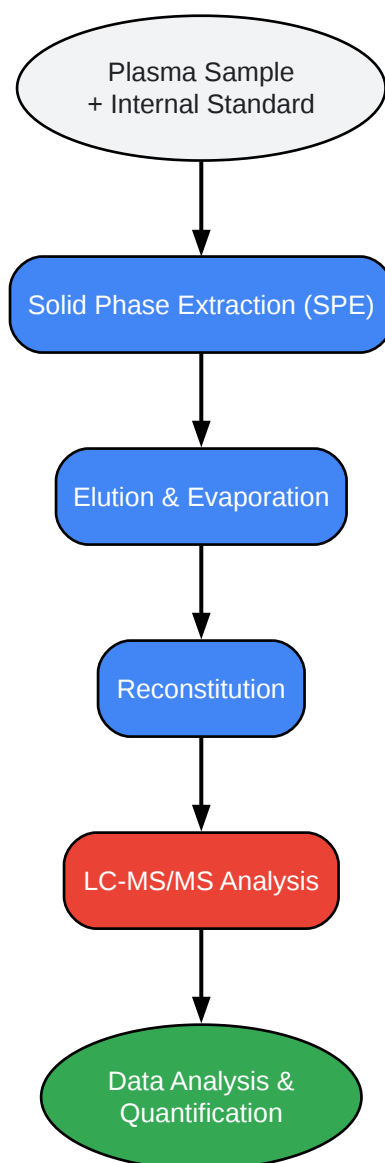 Plasma Sample
+ Internal Standard
Solid Phase Extraction (SPE)
Elution & Evaporation
Reconstitution
LC-MS/MS Analysis
Data Analysis &
Quantification